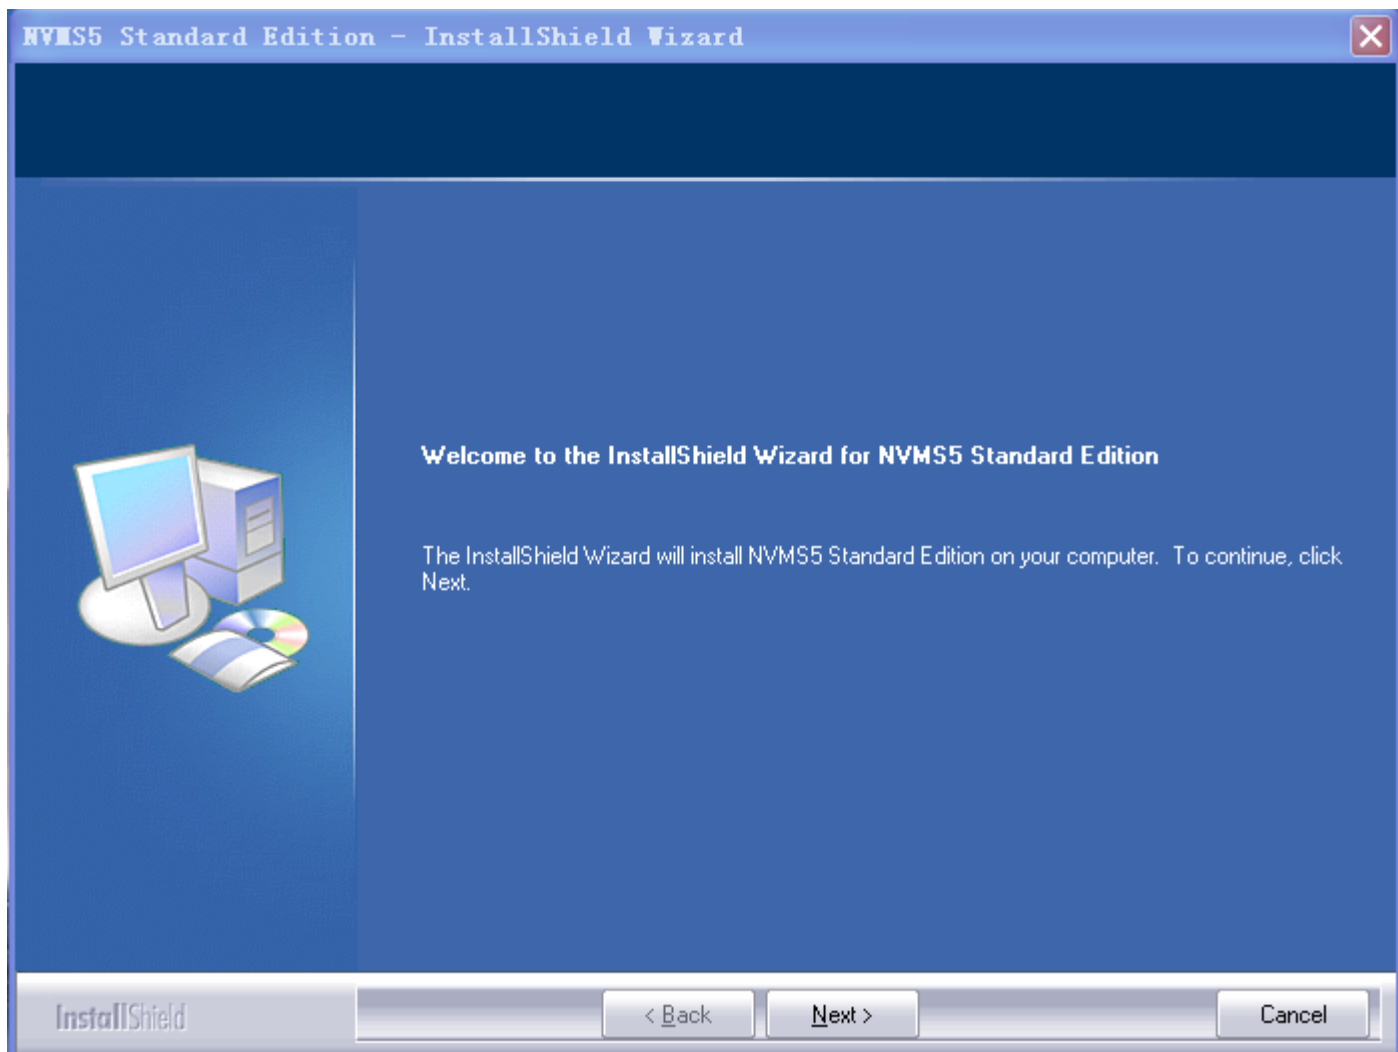 NVMS5 Standard Edition - InstallShield Wizard
Welcome to the InstallShield Wizard for NVMS5 Standard Edition
The InstallShield Wizard will install NVMS5 Standard Edition on your computer.  To continue, click
Next.
InstallShield
< Back
Next >
Cancel